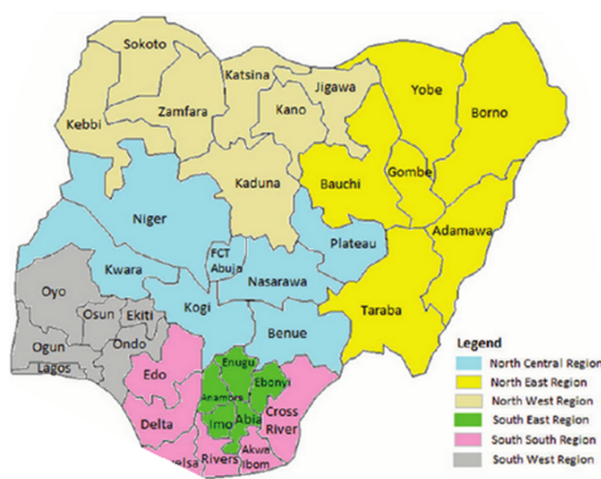 Sokoto
Katsina
Jigawa
Yobe
Borno
Zamfara
Kano
Kebbi
Kaduna
Bauchi
Gombe
Niger
Adamawa
Plateau
FCT
Abuja
Kwara
Nasarawa
Oyo
Kogi
Taraba
Osun
Ekiti
Benue
Ogun
Ondo
Lagos
Edo
Enugu
Ebonyi
Anambra
Delta
Imo
Abia
Cross
River
Rivers
Akwa
Ibom
Legend
North Central Region
North East Region
North West Region
South East Region
South South Region
South West Region